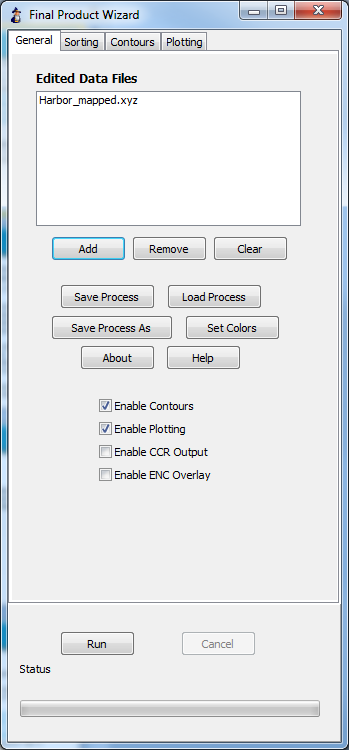 Final Product Wizard
General Sorting Contours Plotting
Edited Data Files
Harbor_mapped.xyz
Add Remove Clear
Save Process Load Process
Save Process As Set Colors
About Help
Enable Contours
Enable Plotting
Enable CCR Output
Enable ENC Overlay
Run Cancel
Status